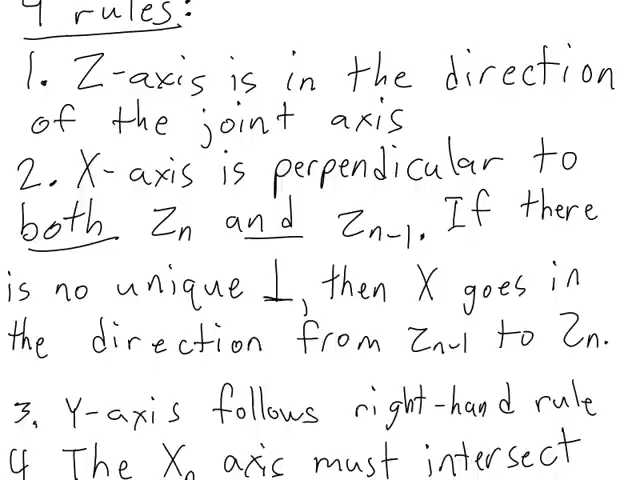 4 rules:
1. Z-axis is in the direction
of the joint axis
2. X-axis is perpendicular to
both Zn and Zn-1. If there
is no unique ⊥, then X goes in
the direction from Zn-1 to Zn.
3. Y-axis follows right-hand rule
4 The Xn axis must intersect